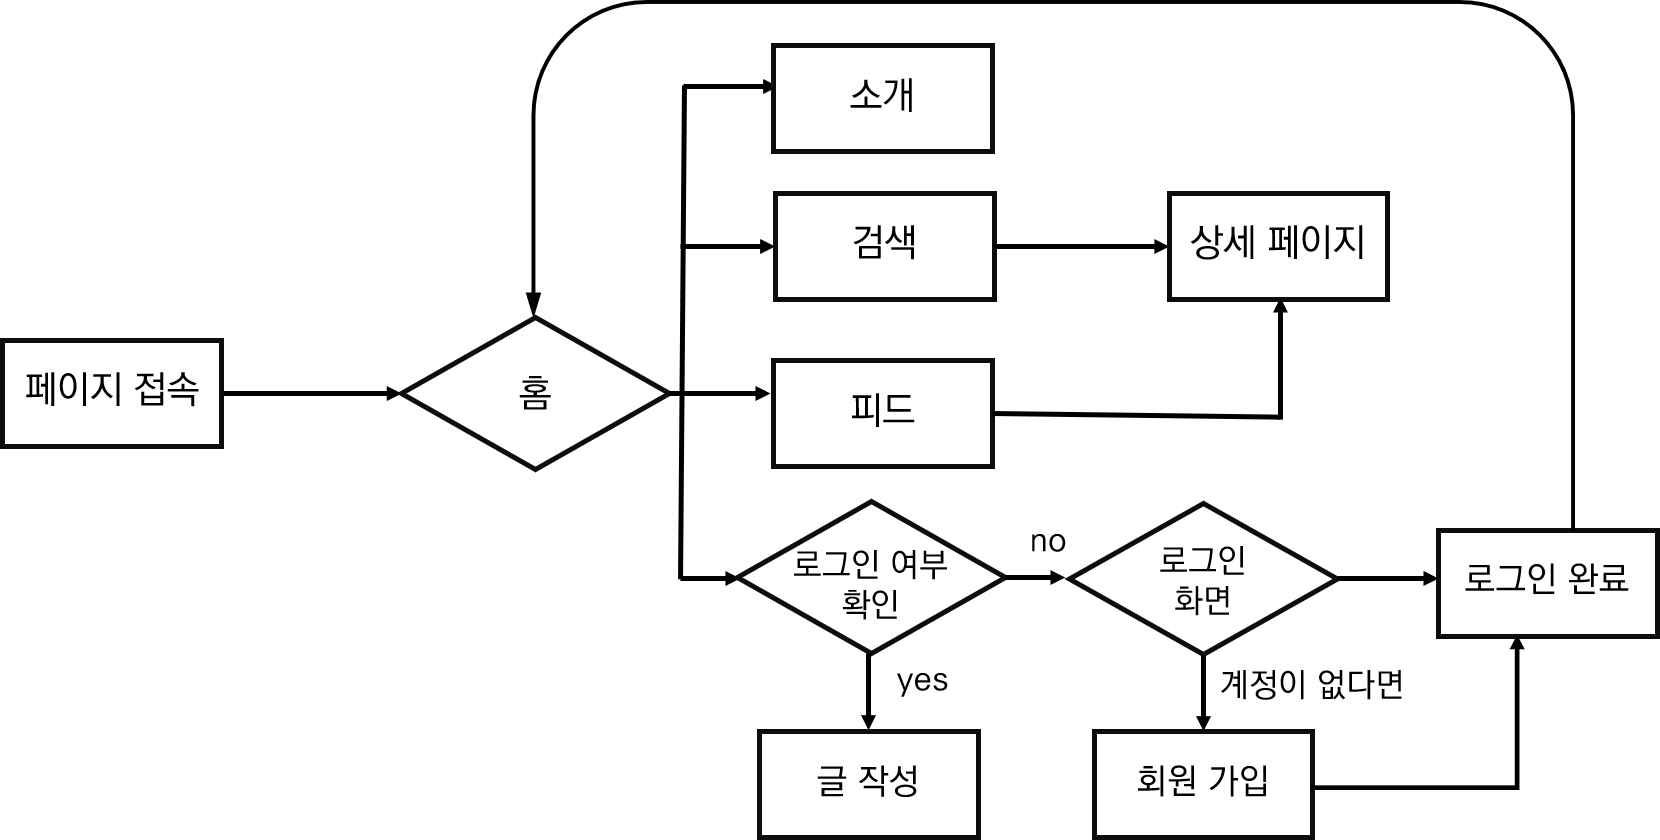 소개
검색
상세 페이지
페이지 접속
홈
피드
로그인 여부
확인
no
로그인
화면
로그인 완료
yes
계정이 없다면
글 작성
회원 가입